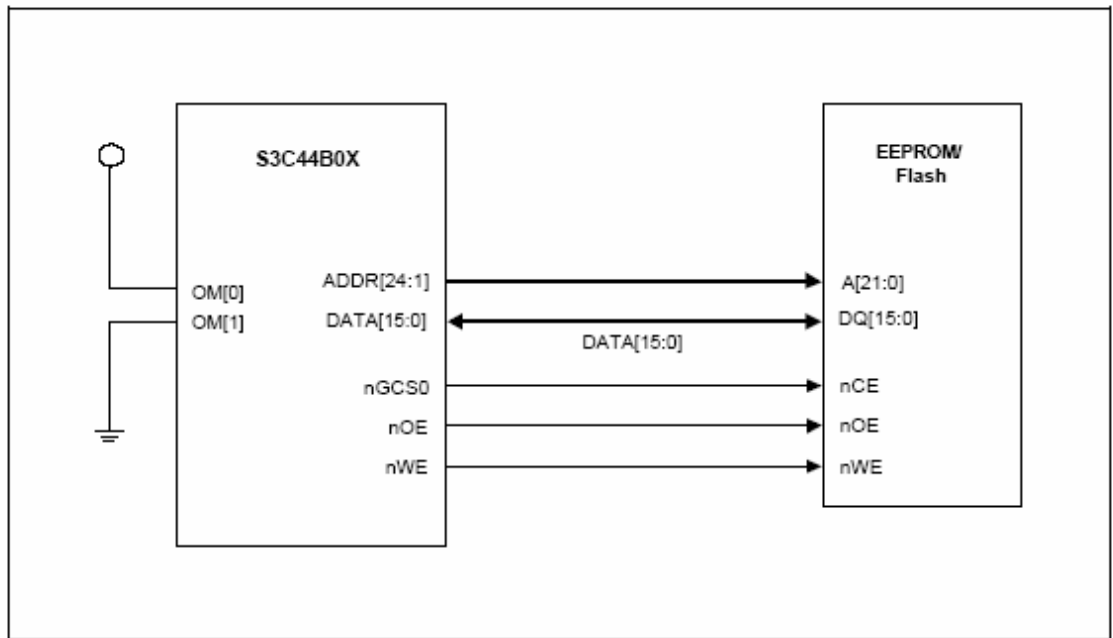 S3C44B0X
EEPROM/
Flash
OM[0]
OM[1]
ADDR[24:1]
DATA[15:0]
nGCS0
nOE
nWE
DATA[15:0]
A[21:0]
DQ[15:0]
nCE
nOE
nWE